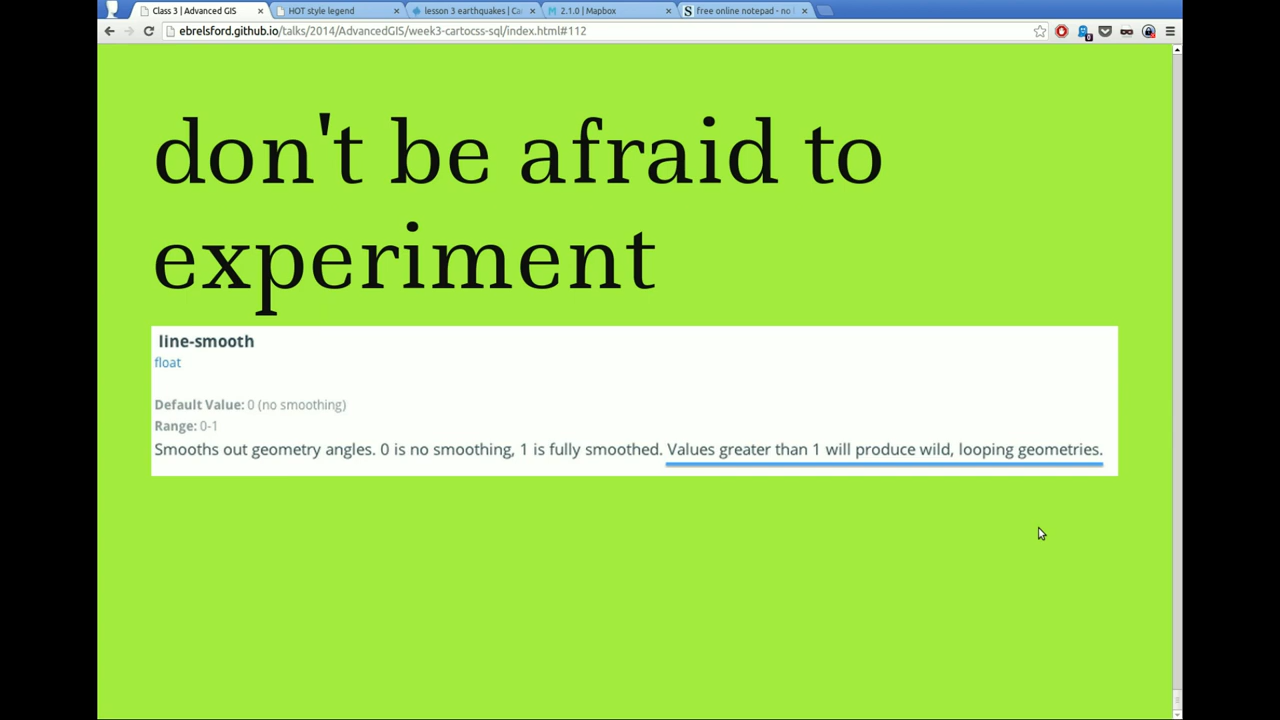 Class 3 | Advanced GIS
HOT style legend
lesson 3 earthquakes | Ca
2.1.0 | Mapbox
free online notepad - no l
ebrelsford.github.io/talks/2014/AdvancedGIS/week3-cartocss-sql/index.html#112
don't be afraid to
experiment
line-smooth
float
Default Value: 0 (no smoothing)
Range: 0-1
Smooths out geometry angles. 0 is no smoothing, 1 is fully smoothed. Values greater than 1 will produce wild, looping geometries.